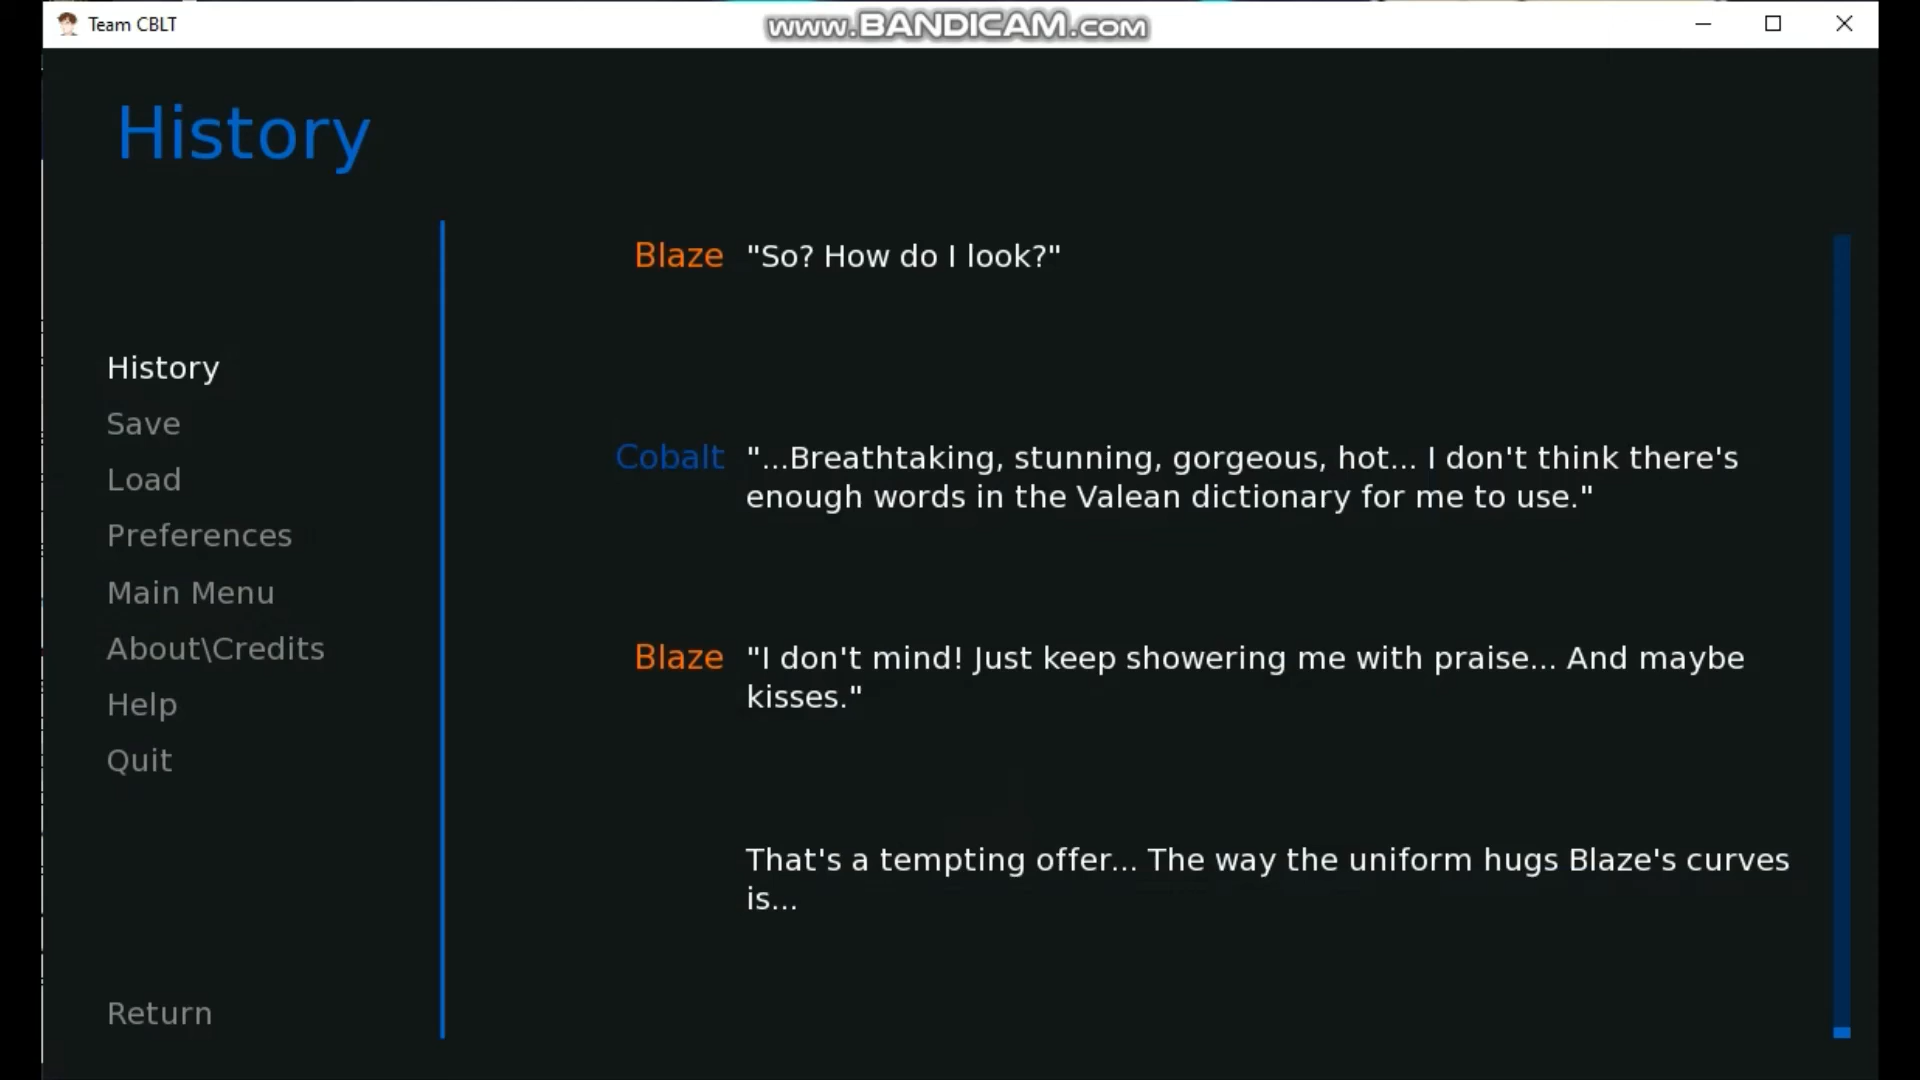 Team CBLT
www.BANDICAM.com
History
History
Save
Load
Preferences
Main Menu
About\Credits
Help
Quit
Return
Blaze "So? How do I look?"
Cobalt "...Breathtaking, stunning, gorgeous, hot... I don't think there's
enough words in the Valean dictionary for me to use."
Blaze "I don't mind! Just keep showering me with praise... And maybe
kisses."
That's a tempting offer... The way the uniform hugs Blaze's curves
is...